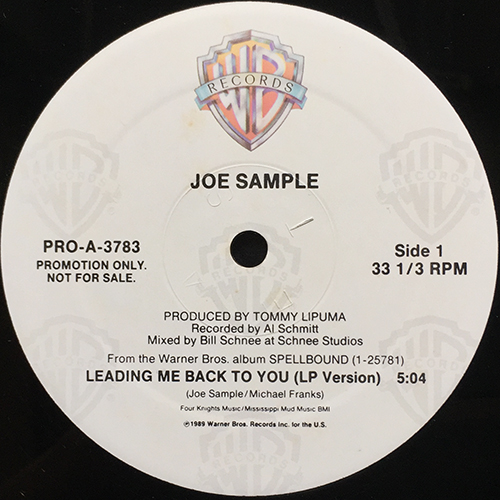 RECORDS
JOE SAMPLE
PRO-A-3783
PROMOTION ONLY.
NOT FOR SALE.
Side 1
33 1/3 RPM
PRODUCED BY TOMMY LIPUMA
Recorded by Al Schmitt
Mixed by Bill Schnee at Schnee Studios
From the Warner Bros. album SPELLBOUND (1-25781)
LEADING ME BACK TO YOU (LP Version) 5:04
(Joe Sample/Michael Franks)
Four Knights Music/Mississippi Mud Music BMI
℗1989 Warner Bros. Records Inc. for the U.S.